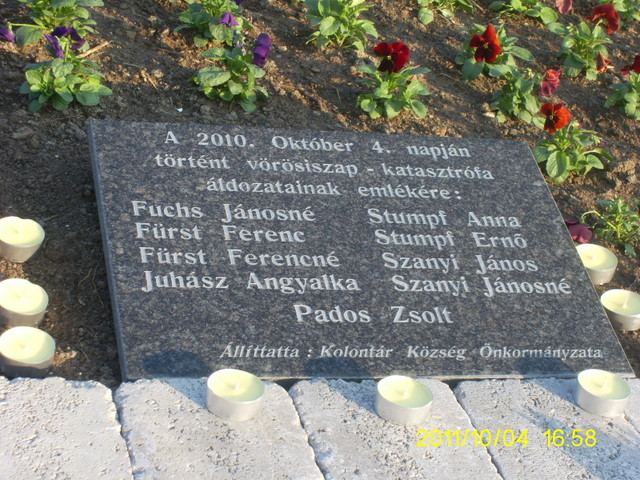 A 2010. Október 4. napján
történt vörösiszap - katasztrófa
áldozatainak emlékére:
Fuchs Jánosné Stumpf Anna
Fürst Ferenc Stumpf Ernő
Fürst Ferencné Szanyi János
Juhász Angyalka Szanyi Jánosné
Pados Zsolt
Állíttatta : Kolontár Község Önkormányzata
2011/10/04 16:58